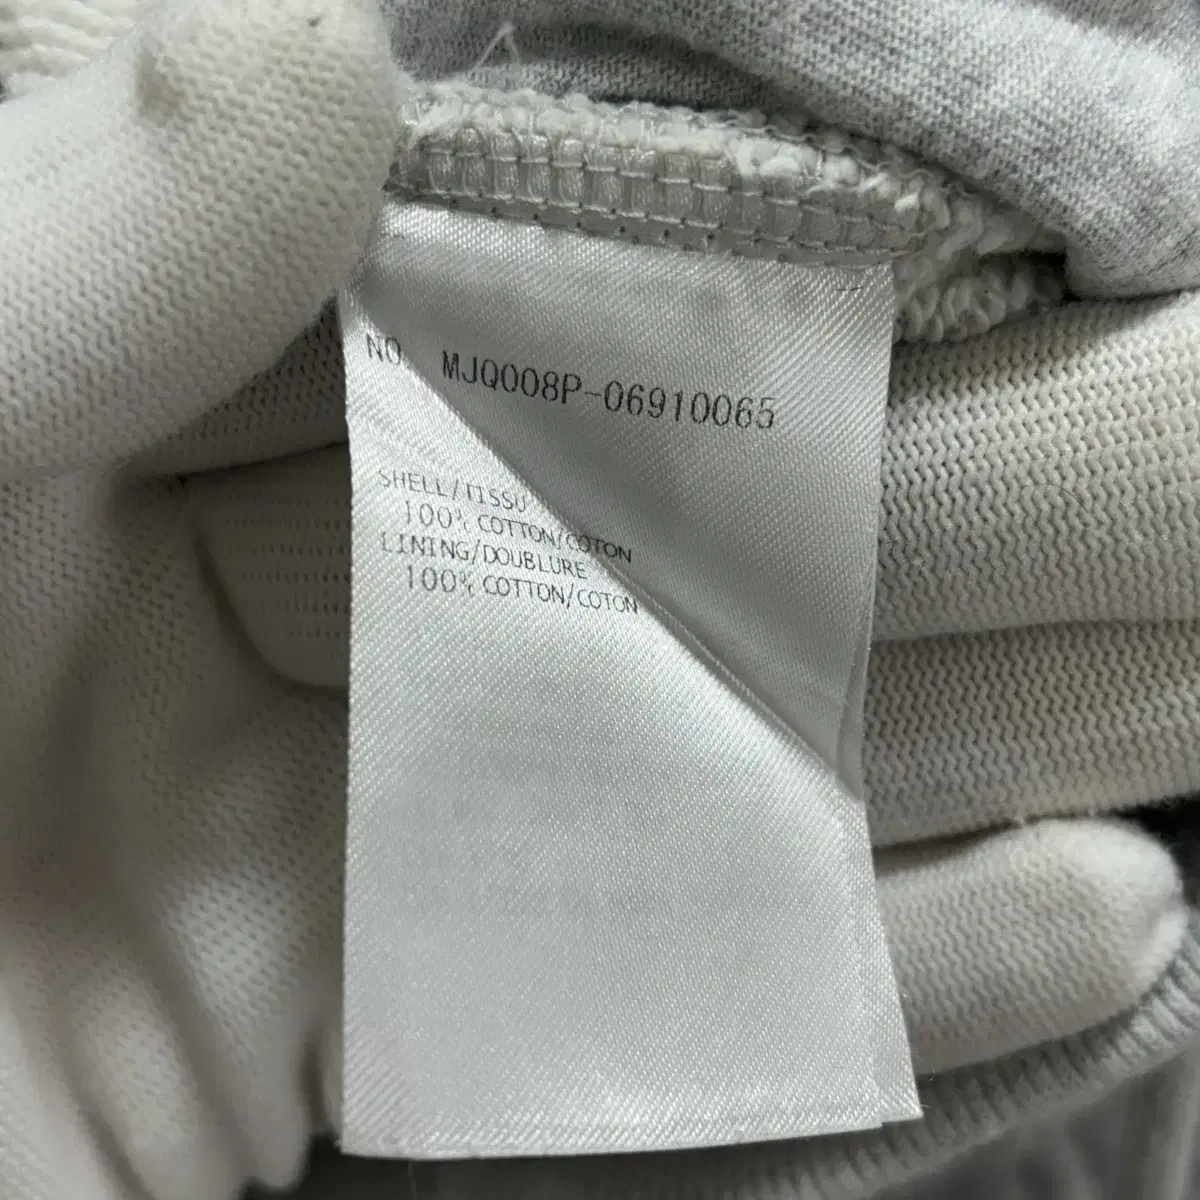 NO. MJQ008P-06910065
SHELL/TISSU
100% COTTON/COTON
LINING/DOUBLURE
100% COTTON/COTON